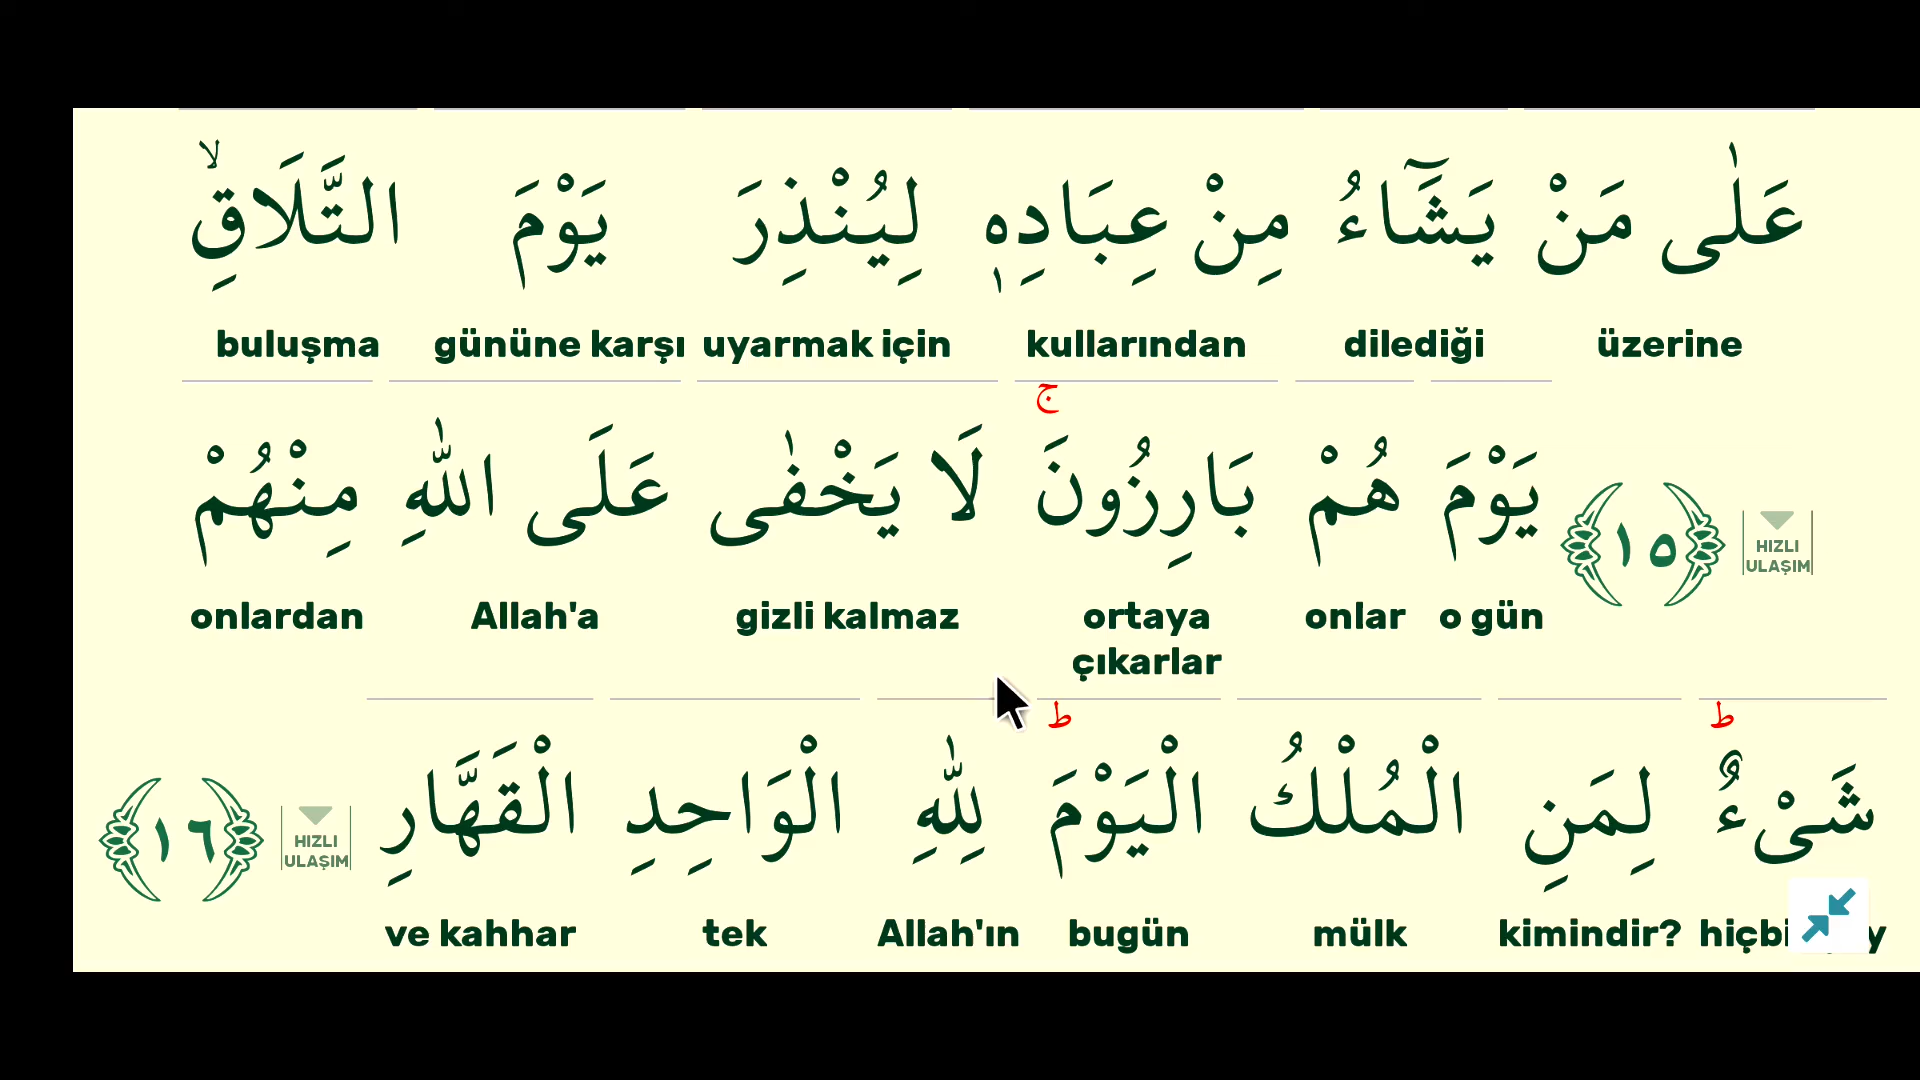 عَلٰى مَنْ يَشَٓاءُ مِنْ عِبَادِه۪ لِيُنْذِرَ يَوْمَ التَّلَاقِۙ
üzerine dilediği kullarından uyarmak için gününe karşı buluşma
HIZLI ULAŞIM ﴿١٥﴾ يَوْمَ هُمْ بَارِزُونَۚ لَا يَخْفٰى عَلَى اللّٰهِ مِنْهُمْ
o gün onlar ortaya çıkarlar gizli kalmaz Allah'a onlardan
شَىْءٌۜ لِمَنِ الْمُلْكُ الْيَوْمَۜ لِلّٰهِ الْوَاحِدِ الْقَهَّارِ HIZLI ULAŞIM ﴿١٦﴾
kimindir? mülk bugün Allah'ın tek ve kahhar